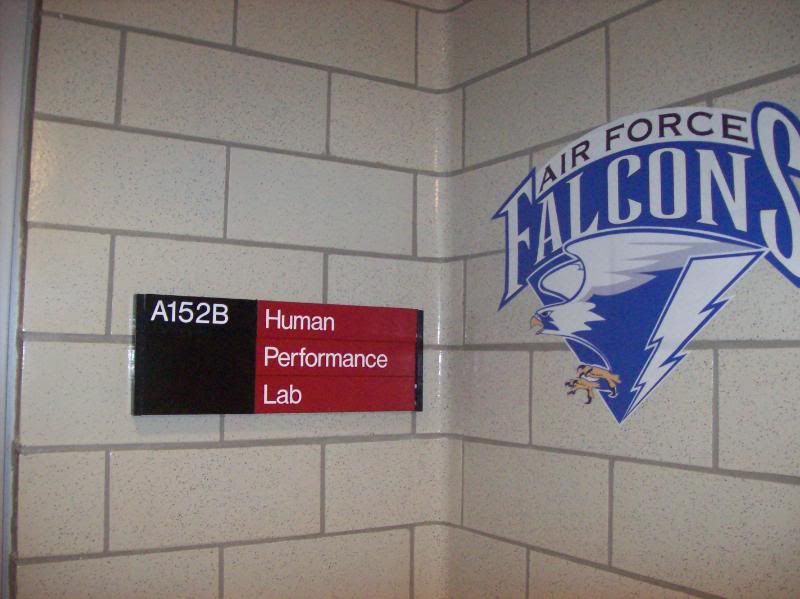 A152B
Human
Performance
Lab
AIR FORCE
FALCONS